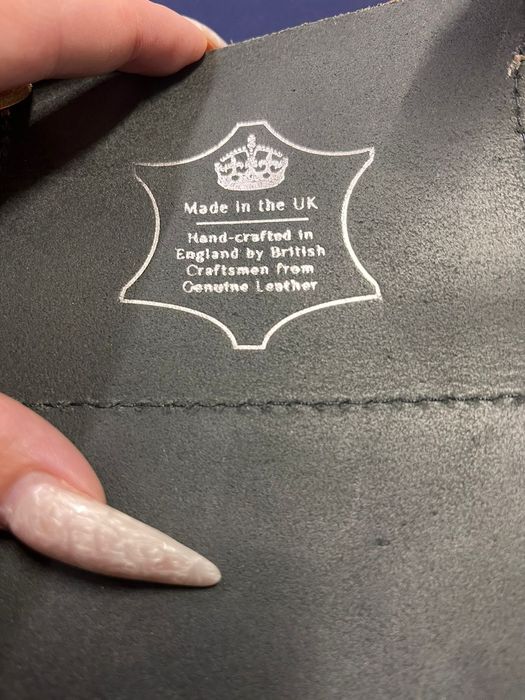 Made in the UK
Hand-crafted in
England by British
Craftsmen from
Genuine Leather